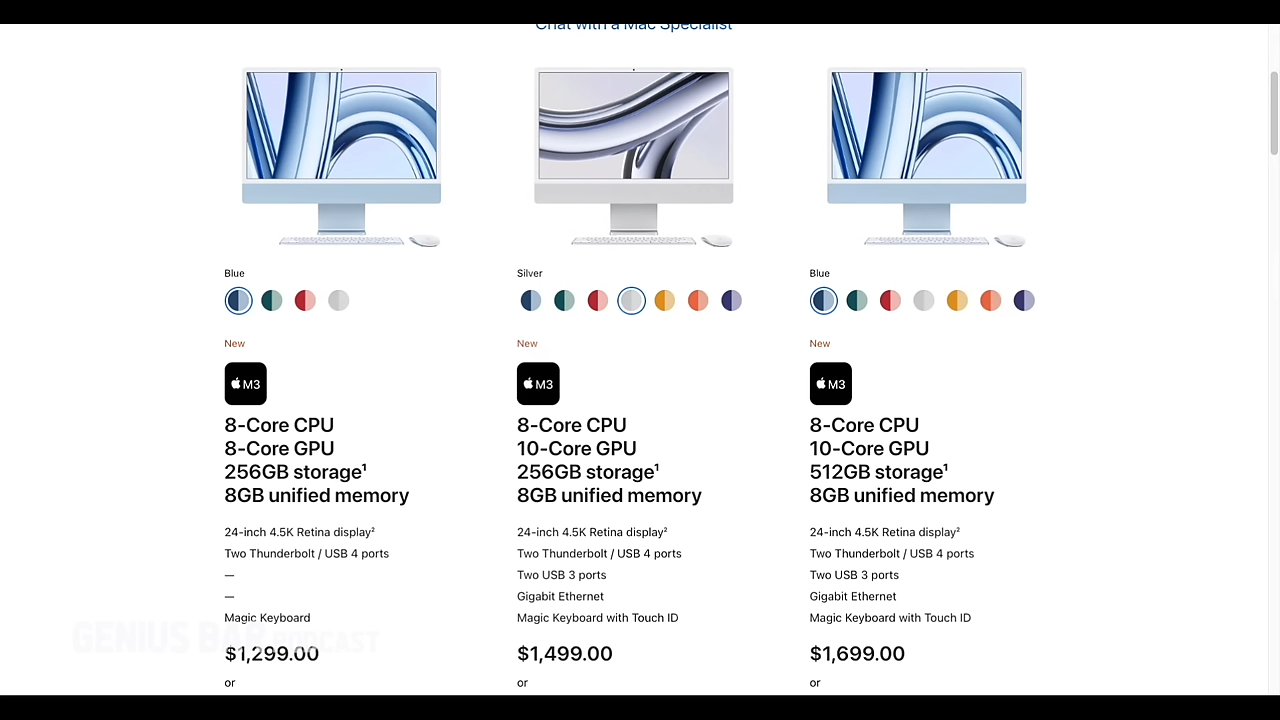 Chat with a Mac Specialist
Blue
New
M3
8-Core CPU
8-Core GPU
256GB storage¹
8GB unified memory
24-inch 4.5K Retina display²
Two Thunderbolt / USB 4 ports
—
—
Magic Keyboard
$1,299.00
or
Silver
New
M3
8-Core CPU
10-Core GPU
256GB storage¹
8GB unified memory
24-inch 4.5K Retina display²
Two Thunderbolt / USB 4 ports
Two USB 3 ports
Gigabit Ethernet
Magic Keyboard with Touch ID
$1,499.00
or
Blue
New
M3
8-Core CPU
10-Core GPU
512GB storage¹
8GB unified memory
24-inch 4.5K Retina display²
Two Thunderbolt / USB 4 ports
Two USB 3 ports
Gigabit Ethernet
Magic Keyboard with Touch ID
$1,699.00
or
GENIUS BAR PODCAST